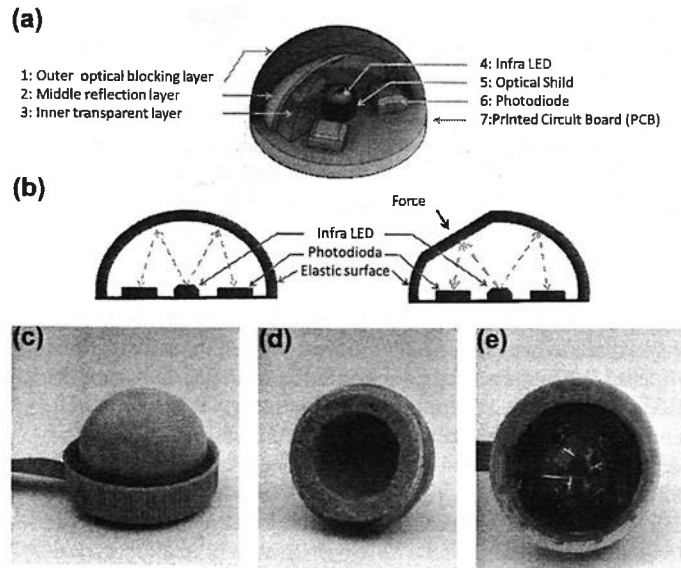 (a)
1: Outer optical blocking layer
2: Middle reflection layer
3: Inner transparent layer
4: Infra LED
5: Optical Shild
6: Photodiode
7:Printed Circuit Board (PCB)
(b)
Force
Infra LED
Photodioda
Elastic surface
(c)
(d)
(e)